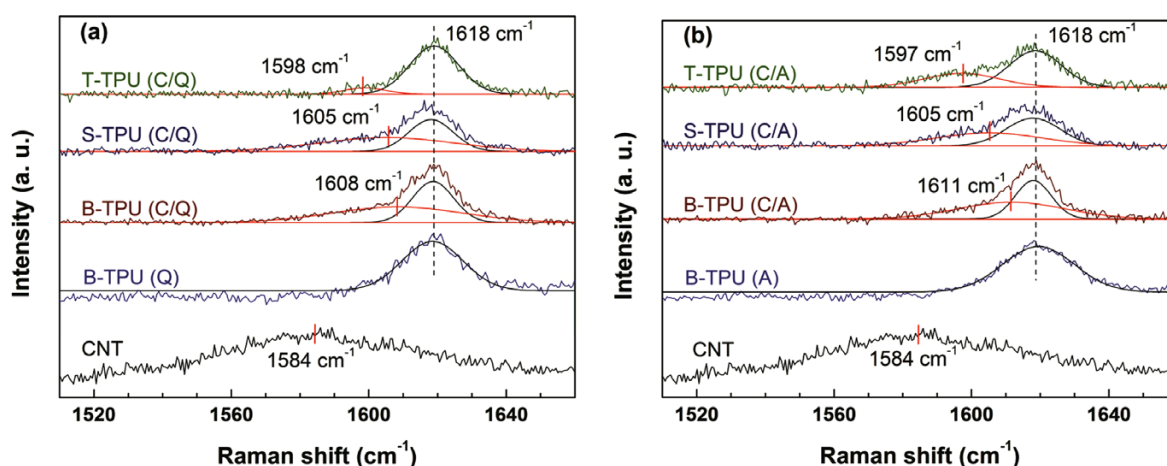 (a)
1618 cm⁻¹
1598 cm⁻¹
T-TPU (C/Q)
1605 cm⁻¹
S-TPU (C/Q)
1608 cm⁻¹
B-TPU (C/Q)
B-TPU (Q)
CNT
1584 cm⁻¹
Intensity (a. u.)
1520 1560 1600 1640
Raman shift (cm⁻¹)
(b)
1618 cm⁻¹
1597 cm⁻¹
T-TPU (C/A)
1605 cm⁻¹
S-TPU (C/A)
1611 cm⁻¹
B-TPU (C/A)
B-TPU (A)
CNT
1584 cm⁻¹
Intensity (a. u.)
1520 1560 1600 1640
Raman shift (cm⁻¹)